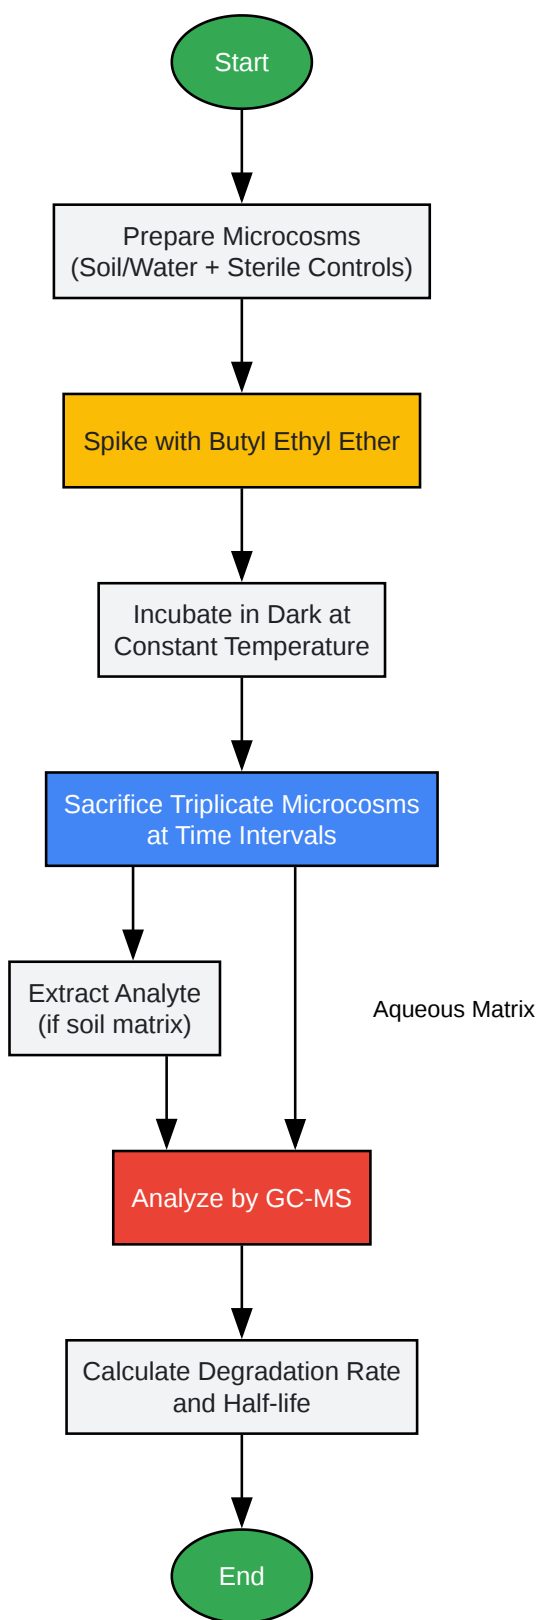 Start
Prepare Microcosms
(Soil/Water + Sterile Controls)
Spike with Butyl Ethyl Ether
Incubate in Dark at
Constant Temperature
Sacrifice Triplicate Microcosms
at Time Intervals
Extract Analyte
(if soil matrix)
Aqueous Matrix
Analyze by GC-MS
Calculate Degradation Rate
and Half-life
End